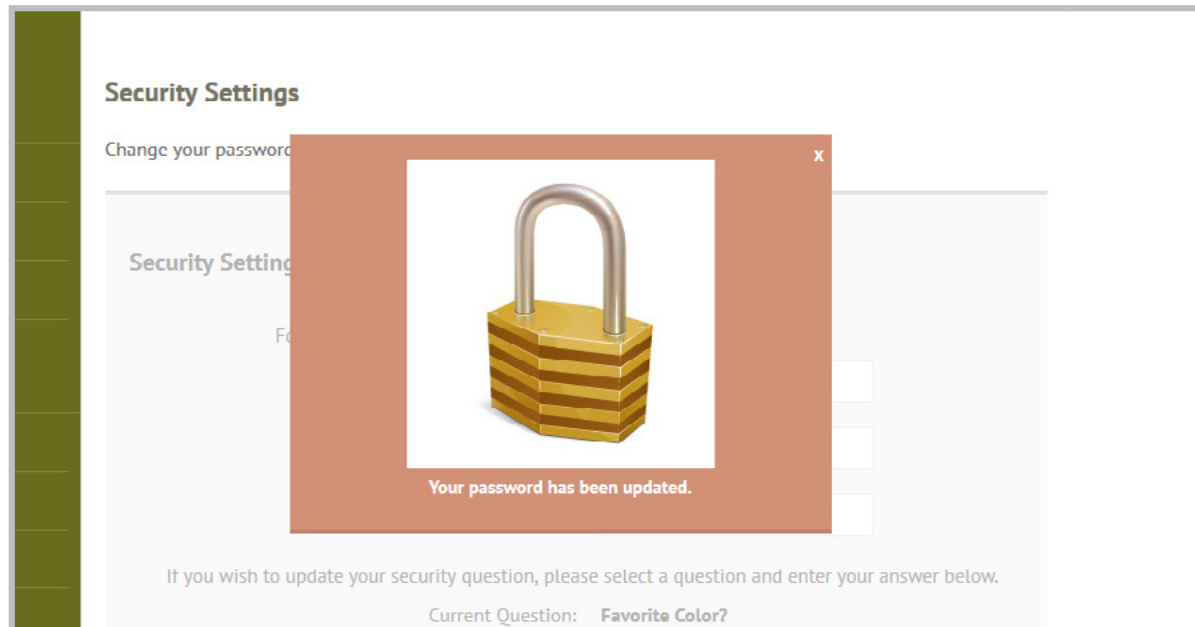 Security Settings
Change your password
x
Security Setting
Fo
Your password has been updated.
If you wish to update your security question, please select a question and enter your answer below.
Current Question: Favorite Color?